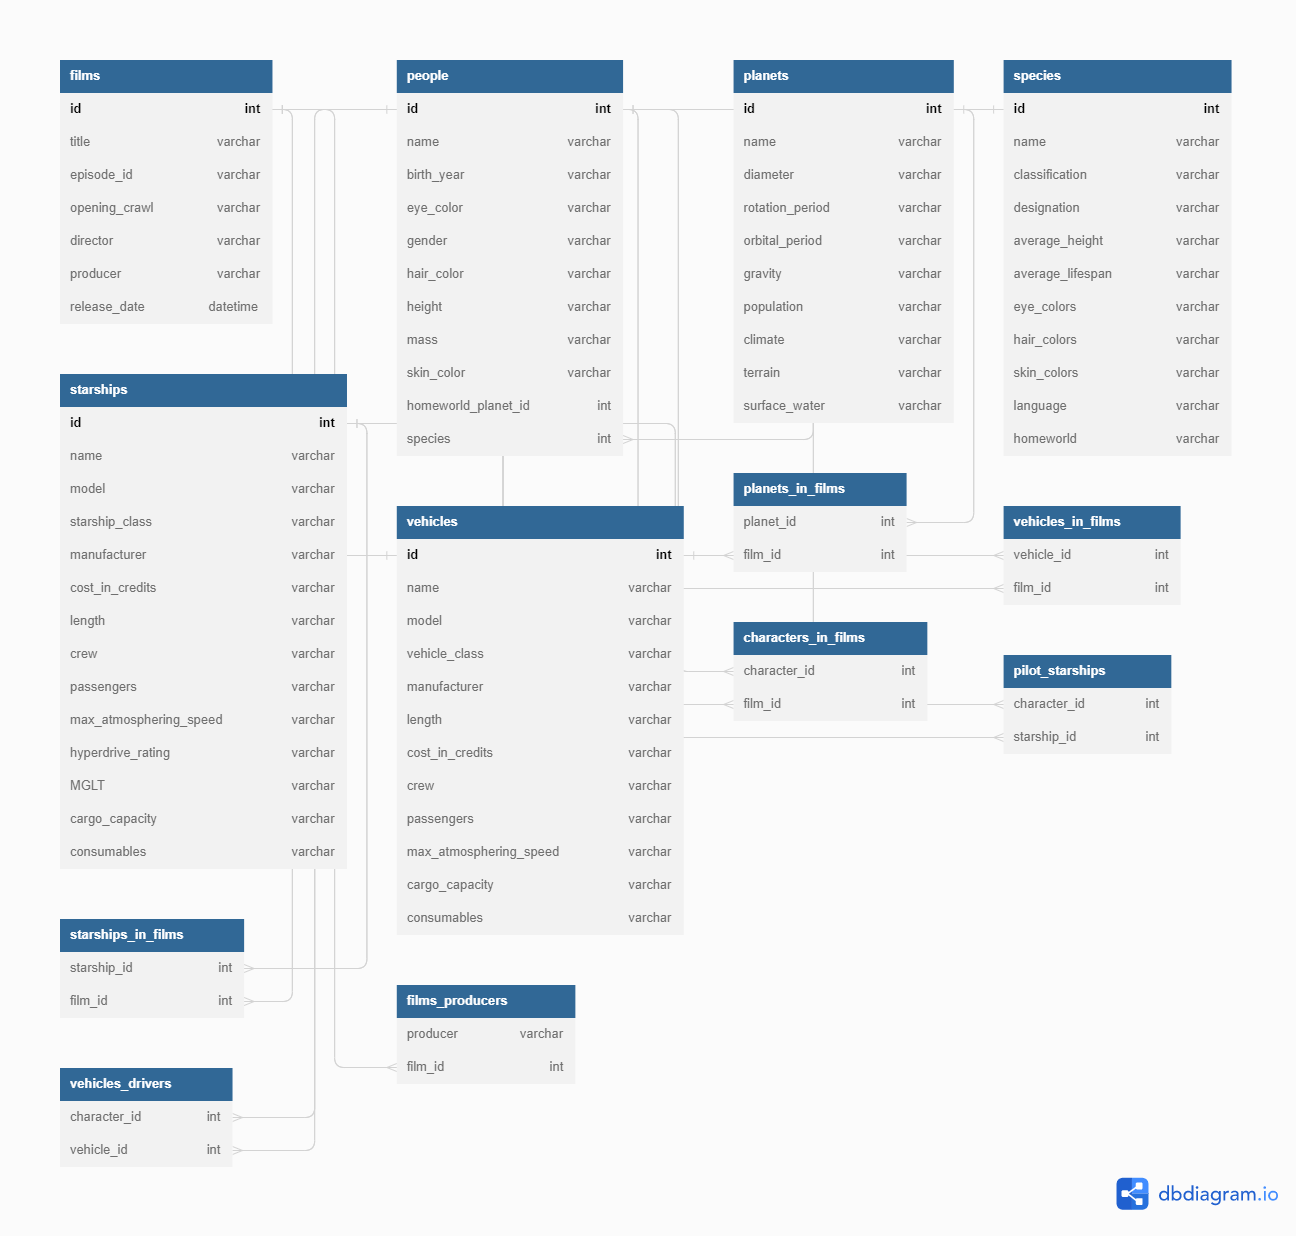 films
id int
title varchar
episode_id varchar
opening_crawl varchar
director varchar
producer varchar
release_date datetime
people
id int
name varchar
birth_year varchar
eye_color varchar
gender varchar
hair_color varchar
height varchar
mass varchar
skin_color varchar
homeworld_planet_id int
species int
planets
id int
name varchar
diameter varchar
rotation_period varchar
orbital_period varchar
gravity varchar
population varchar
climate varchar
terrain varchar
surface_water varchar
species
id int
name varchar
classification varchar
designation varchar
average_height varchar
average_lifespan varchar
eye_colors varchar
hair_colors varchar
skin_colors varchar
language varchar
homeworld varchar
starships
id int
name varchar
model varchar
starship_class varchar
manufacturer varchar
cost_in_credits varchar
length varchar
crew varchar
passengers varchar
max_atmosphering_speed varchar
hyperdrive_rating varchar
MGLT varchar
cargo_capacity varchar
consumables varchar
vehicles
id int
name varchar
model varchar
vehicle_class varchar
manufacturer varchar
length varchar
cost_in_credits varchar
crew varchar
passengers varchar
max_atmosphering_speed varchar
cargo_capacity varchar
consumables varchar
planets_in_films
planet_id int
film_id int
vehicles_in_films
vehicle_id int
film_id int
characters_in_films
character_id int
film_id int
pilot_starships
character_id int
starship_id int
starships_in_films
starship_id int
film_id int
films_producers
producer varchar
film_id int
vehicles_drivers
character_id int
vehicle_id int
dbdiagram.io